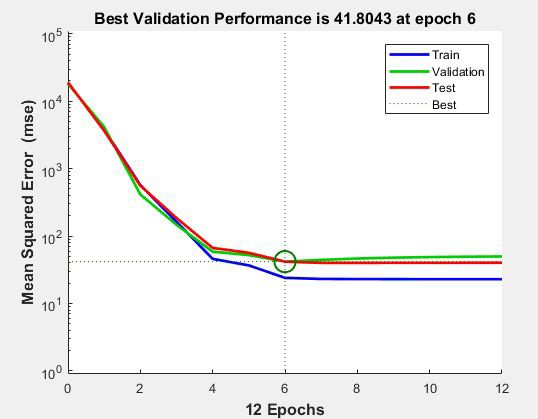 Best Validation Performance is 41.8043 at epoch 6
Mean Squared Error (mse)
10^5
10^4
10^3
10^2
10^1
10^0
Train
Validation
Test
Best
0 2 4 6 8 10 12
12 Epochs